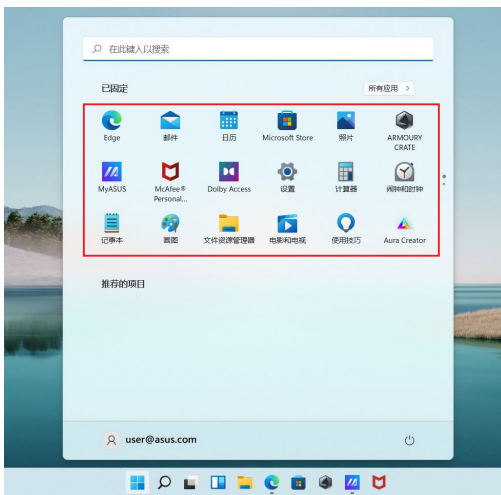 在此键入以搜索
已固定
所有应用 >
Edge
邮件
日历
Microsoft Store
照片
ARMOURY
CRATE
MyASUS
McAfee®
Personal...
Dolby Access
设置
计算器
闹钟和时钟
记事本
画图
文件资源管理器
电影和电视
使用技巧
Aura Creator
推荐的项目
user@asus.com